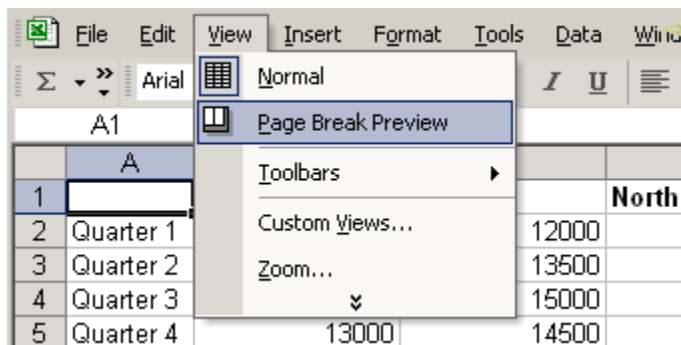 File Edit View Insert Format Tools Data
Σ Arial I U
Normal
A1 Page Break Preview
A Toolbars
1 North
2 Quarter 1 Custom Views... 12000
3 Quarter 2 Zoom... 13500
4 Quarter 3 15000
5 Quarter 4 13000 14500